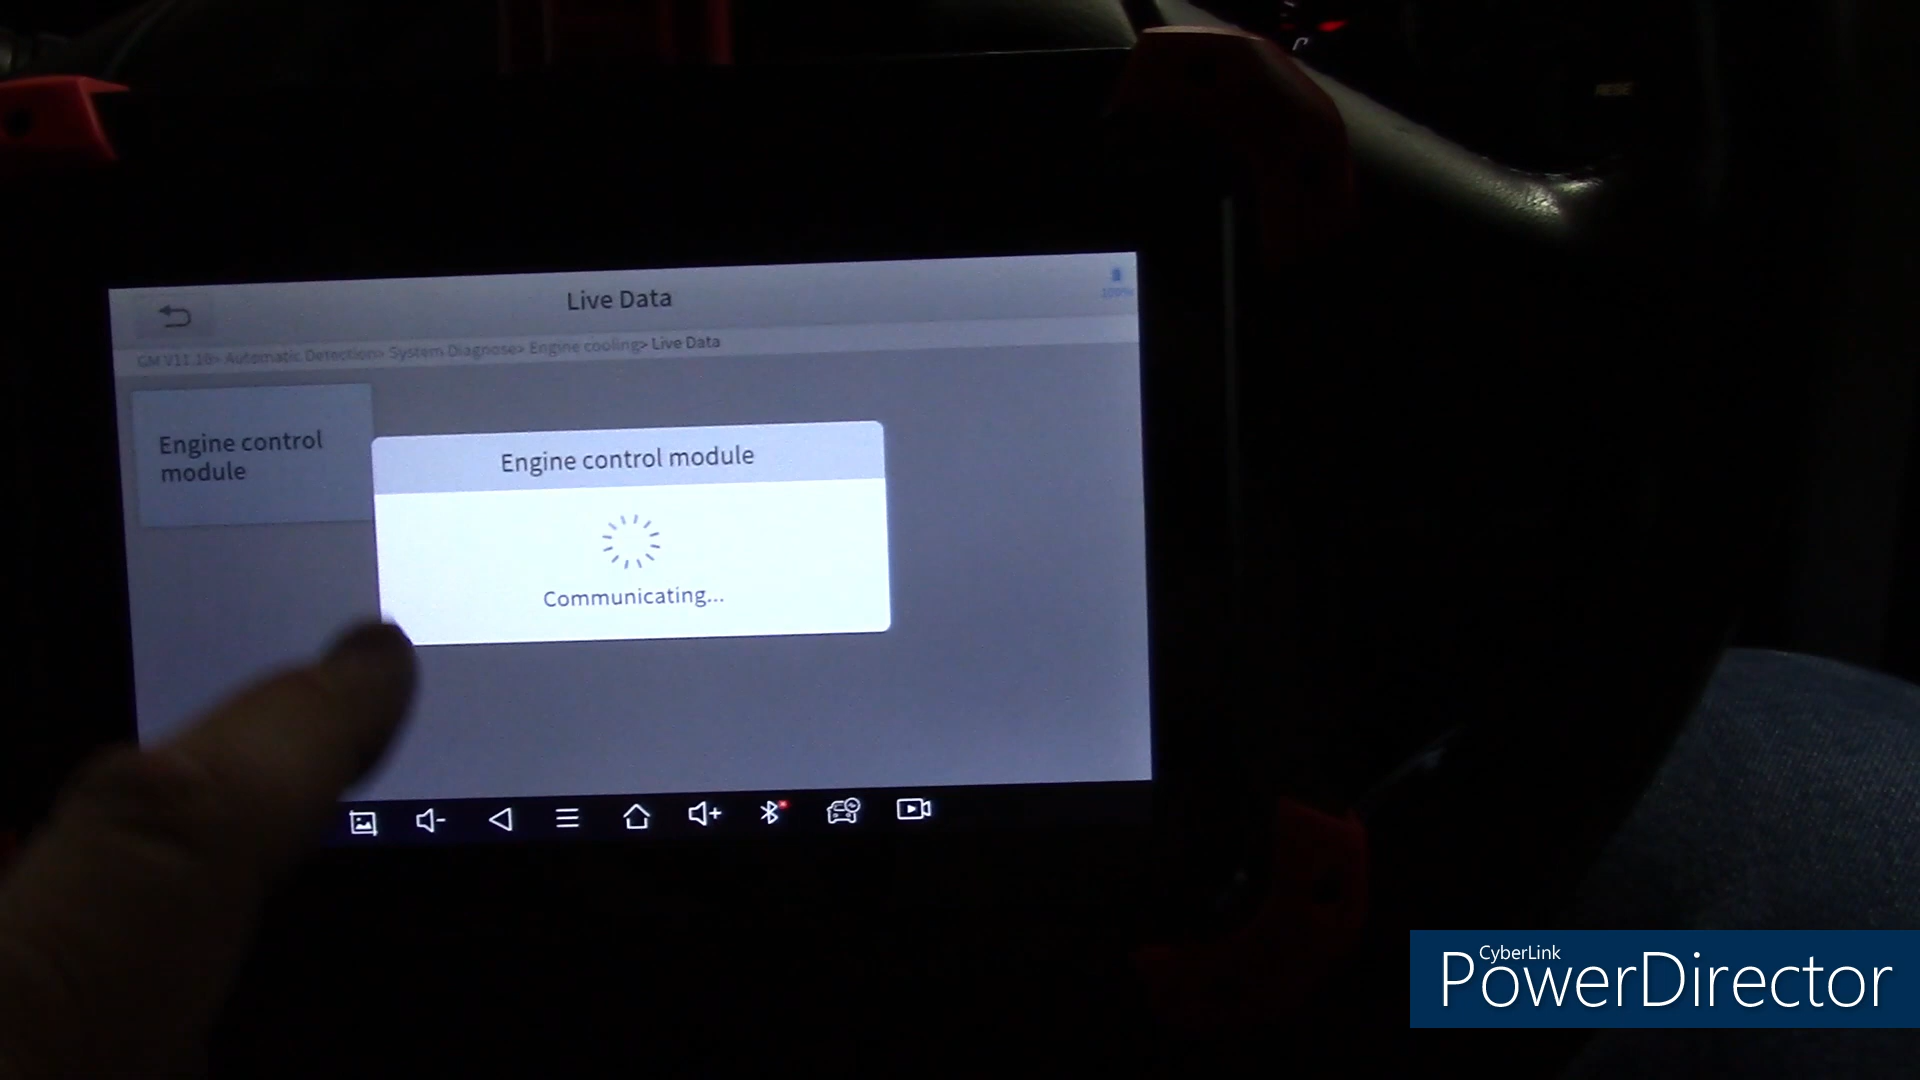 Live Data
100%
GM V11.10> Automatic Detection> System Diagnose> Engine cooling> Live Data
Engine control
module
Engine control module
Communicating...
CyberLink
PowerDirector